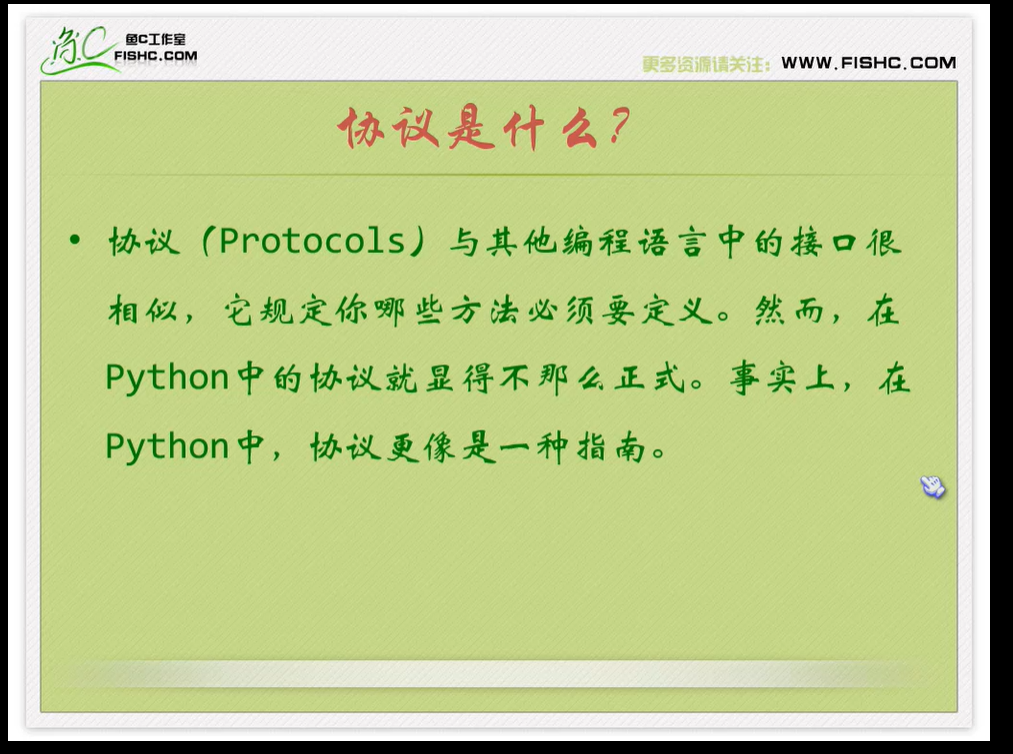 鱼C
鱼C工作室
FISHC.COM
更多资源请关注：WWW.FISHC.COM
协议是什么?
• 协议（Protocols）与其他编程语言中的接口很
相似，它规定你哪些方法必须要定义。然而，在
Python中的协议就显得不那么正式。事实上，在
Python中，协议更像是一种指南。